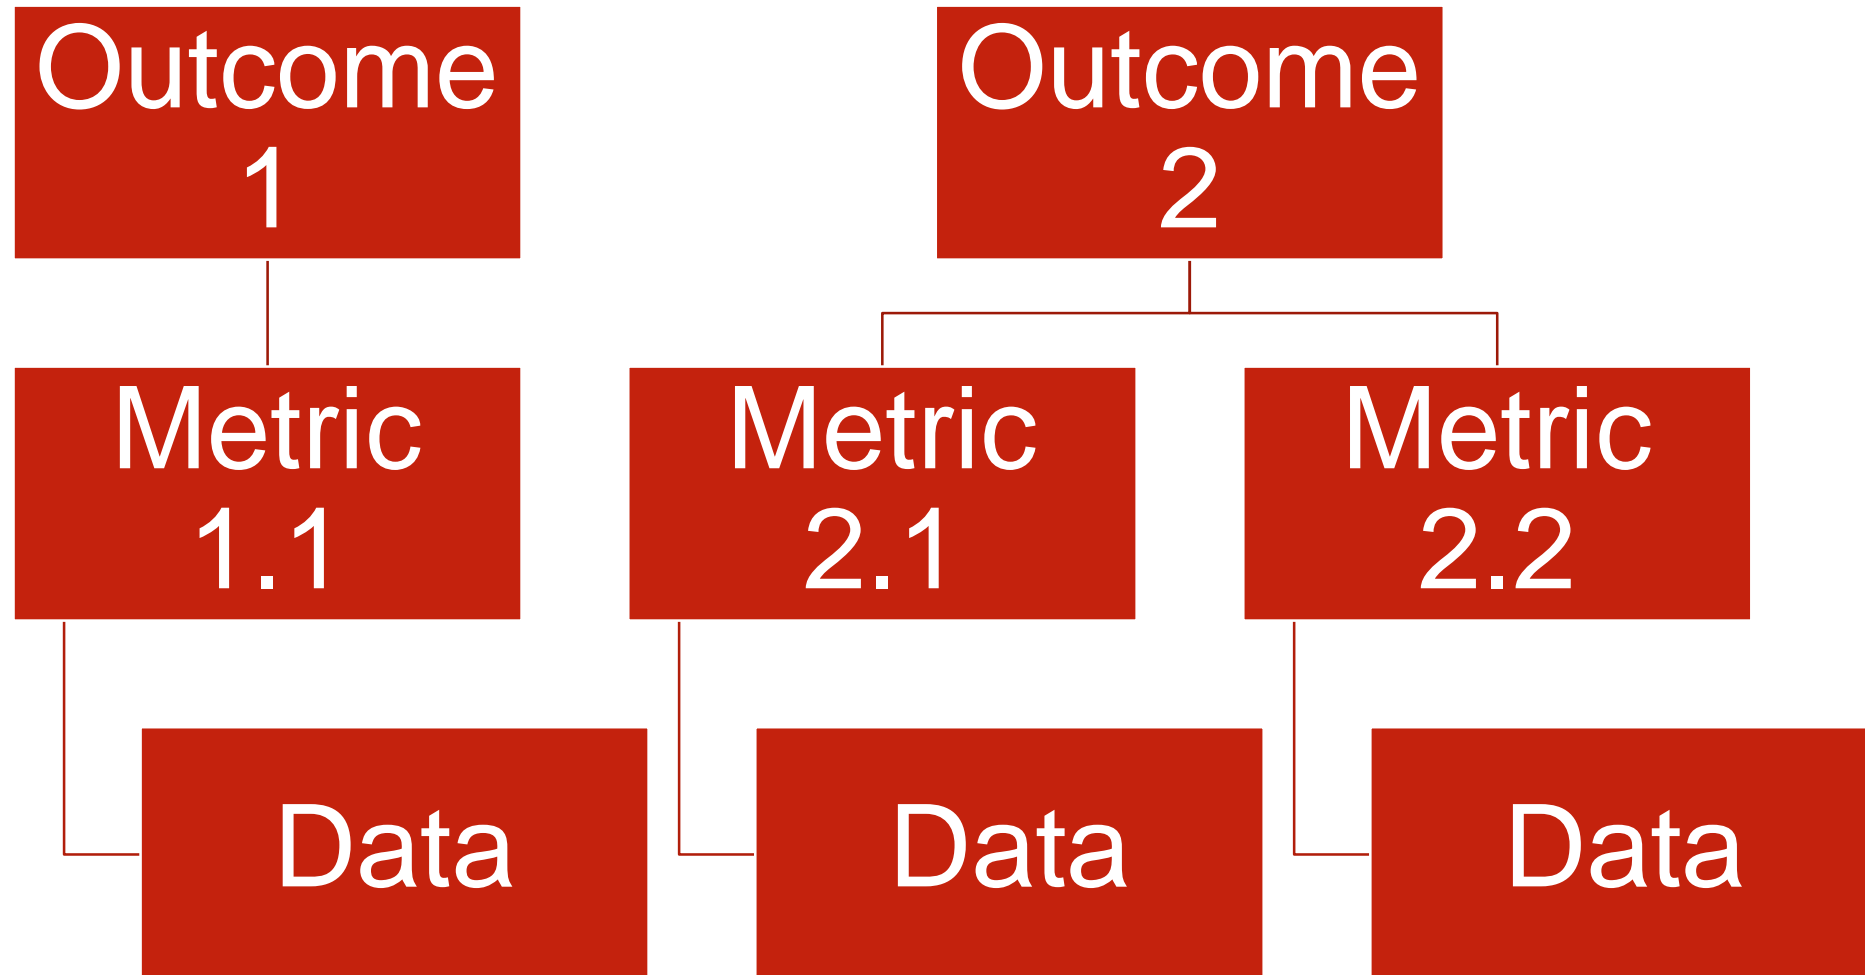 Outcome
1
Outcome
2
Metric
1.1
Metric
2.1
Metric
2.2
Data
Data
Data